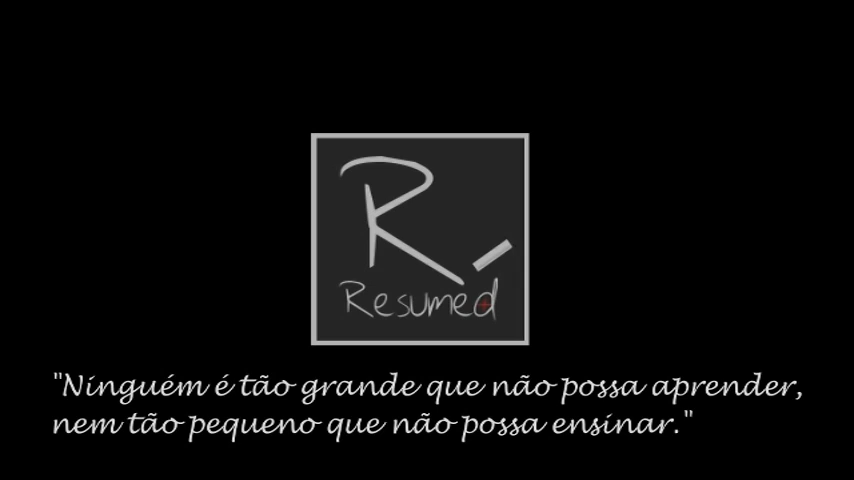 R
Resumed
"Ninguém é tão grande que não possa aprender,
nem tão pequeno que não possa ensinar."